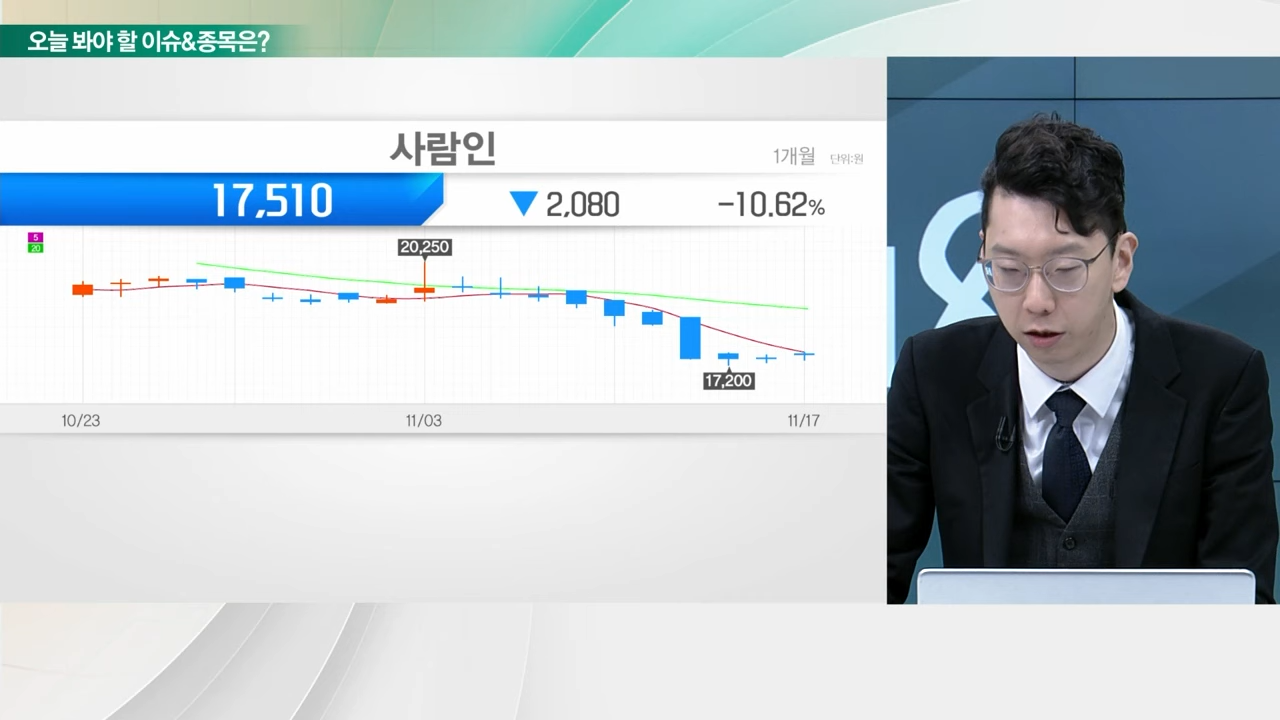 오늘 봐야 할 이슈&종목은?
사람인
1개월 단위:원
17,510 ▼2,080 -10.62%
5
20
20,250
17,200
10/23 11/03 11/17
&